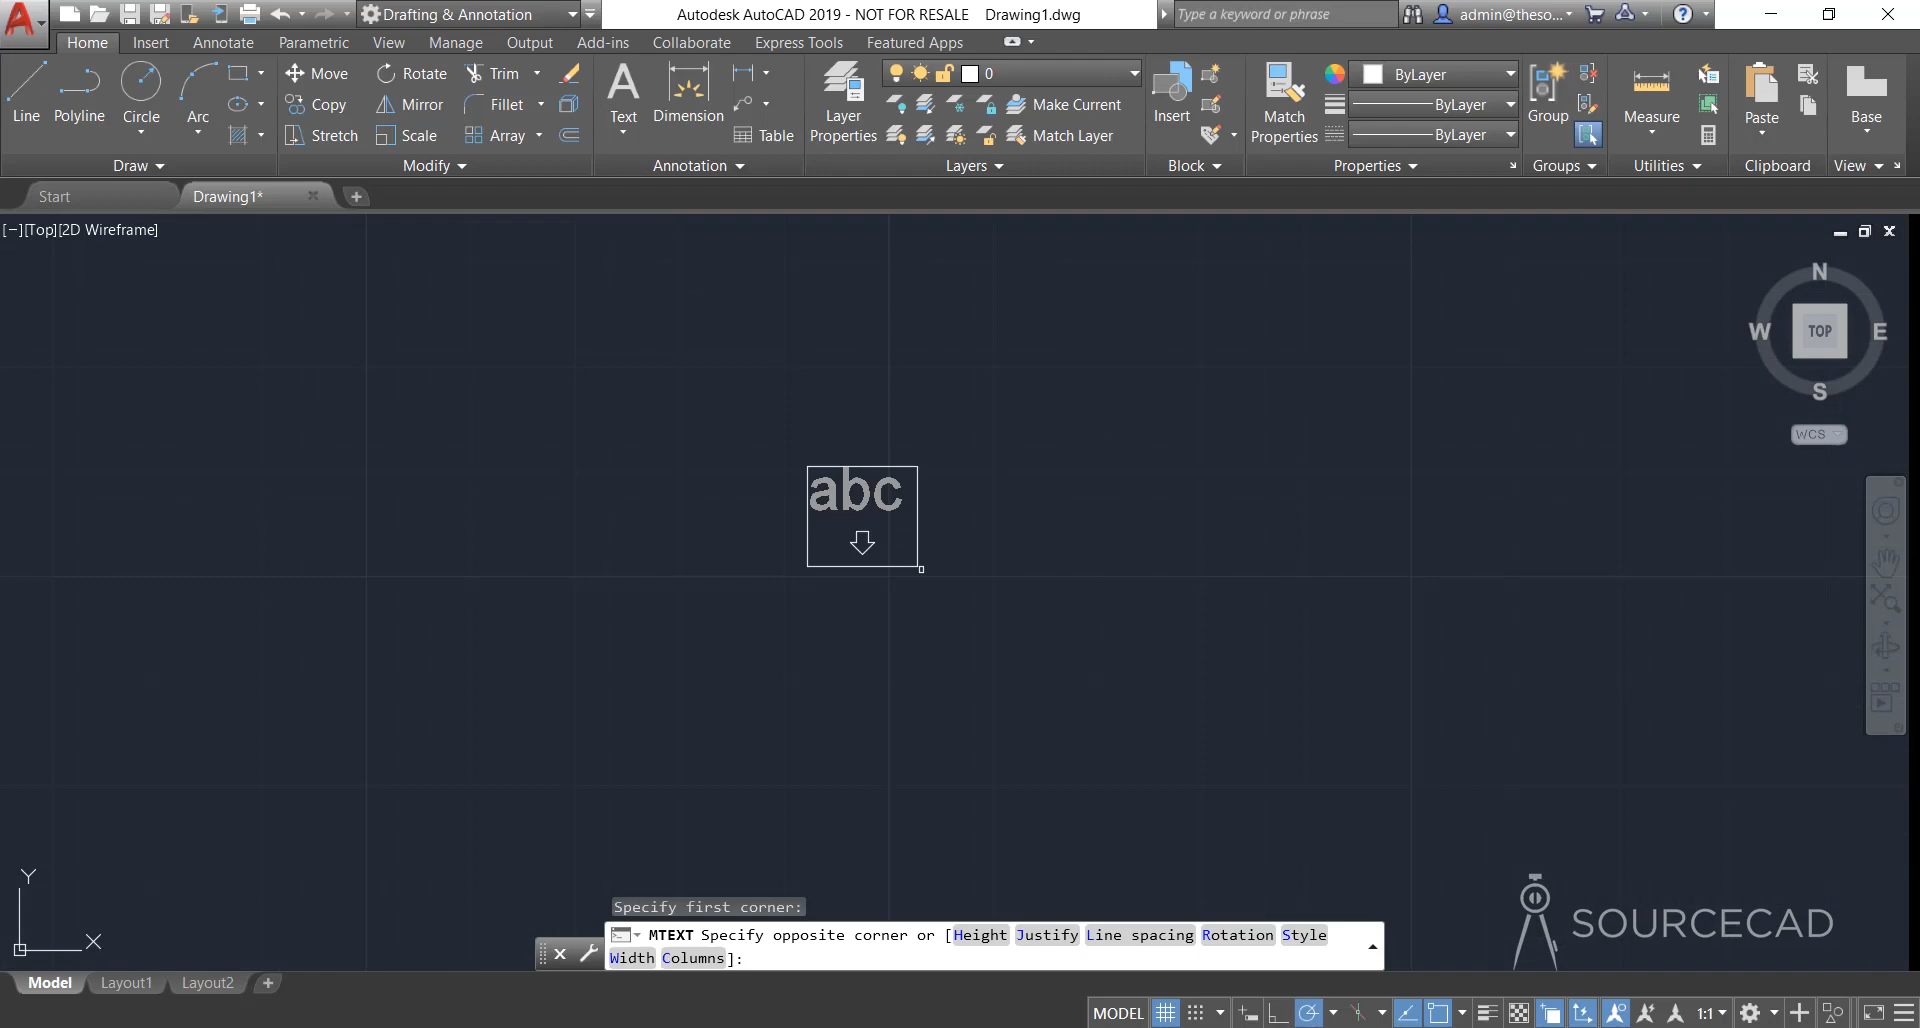 Drafting & Annotation
Autodesk AutoCAD 2019 - NOT FOR RESALE Drawing1.dwg
Type a keyword or phrase
admin@theso...
Home Insert Annotate Parametric View Manage Output Add-ins Collaborate Express Tools Featured Apps
Line Polyline Circle Arc
Move Rotate Trim
Copy Mirror Fillet
Stretch Scale Array
Text Dimension
Table
Layer
Properties
0
Make Current
Match Layer
Insert
Match
Properties
ByLayer
ByLayer
ByLayer
Group
Measure
Paste
Base
Draw Modify Annotation Layers Block Properties Groups Utilities Clipboard View
Start Drawing1*
[−][Top][2D Wireframe]
N
W TOP E
S
WCS
abc
Y
X
Specify first corner:
MTEXT Specify opposite corner or [Height Justify Line spacing Rotation Style
Width Columns]:
SOURCECAD
Model Layout1 Layout2
MODEL 1:1